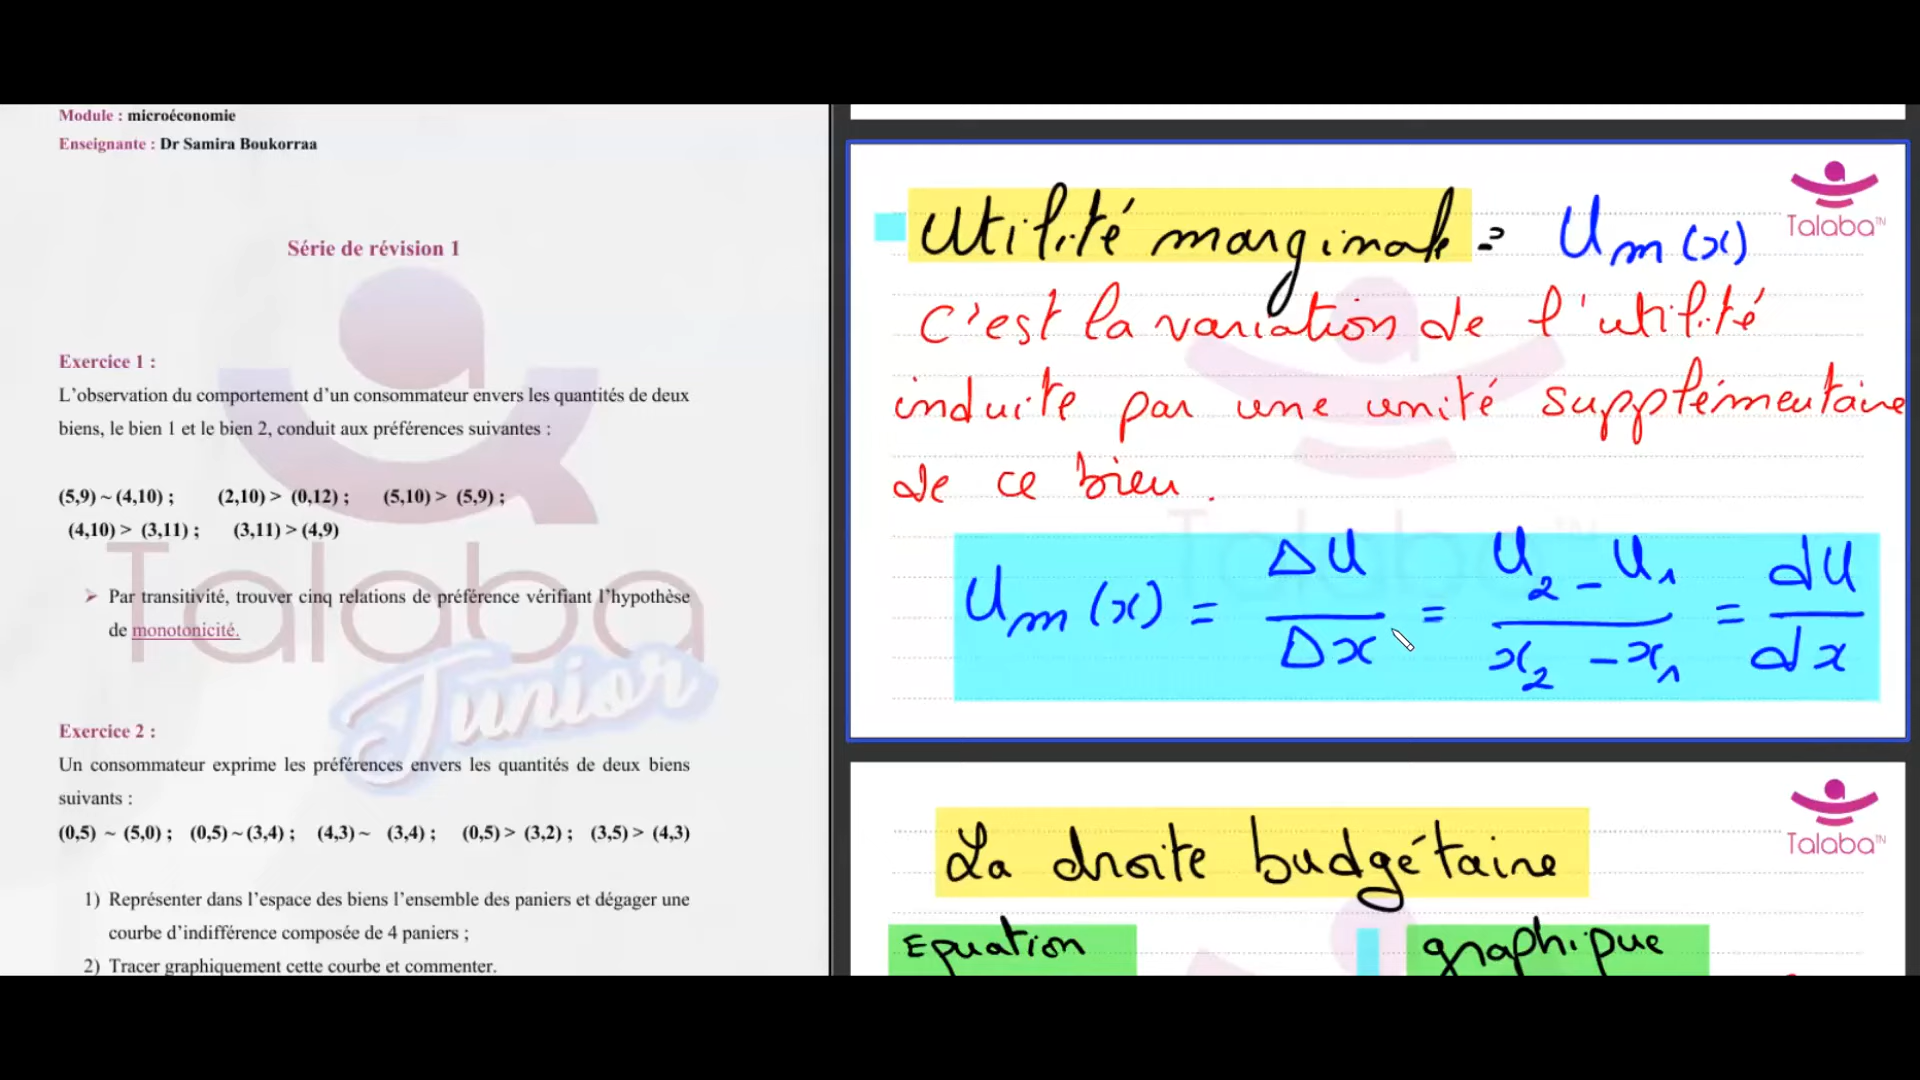 Module : microéconomie
Enseignante : Dr Samira Boukorraa
Série de révision 1
Exercice 1 :
L'observation du comportement d'un consommateur envers les quantités de deux
biens, le bien 1 et le bien 2, conduit aux préférences suivantes :
(5,9) ~ (4,10) ; (2,10) > (0,12) ; (5,10) > (5,9) ;
(4,10) > (3,11) ; (3,11) > (4,9)
➤ Par transitivité, trouver cinq relations de préférence vérifiant l'hypothèse
de monotonicité.
Exercice 2 :
Un consommateur exprime les préférences envers les quantités de deux biens
suivants :
(0,5) ~ (5,0) ; (0,5) ~ (3,4) ; (4,3) ~ (3,4) ; (0,5) > (3,2) ; (3,5) > (4,3)
1) Représenter dans l'espace des biens l'ensemble des paniers et dégager une
courbe d'indifférence composée de 4 paniers ;
2) Tracer graphiquement cette courbe et commenter.
Talaba
Junior
Talaba TN
Utilité marginale = Um(x)
c'est la variation de l'utilité
induite par une unité supplémentaire
de ce bien.
Um(x) = ΔU/Δx = U2 - U1/x2 - x1 = dU/dx
Talaba TN
La droite budgétaire
Equation graphique